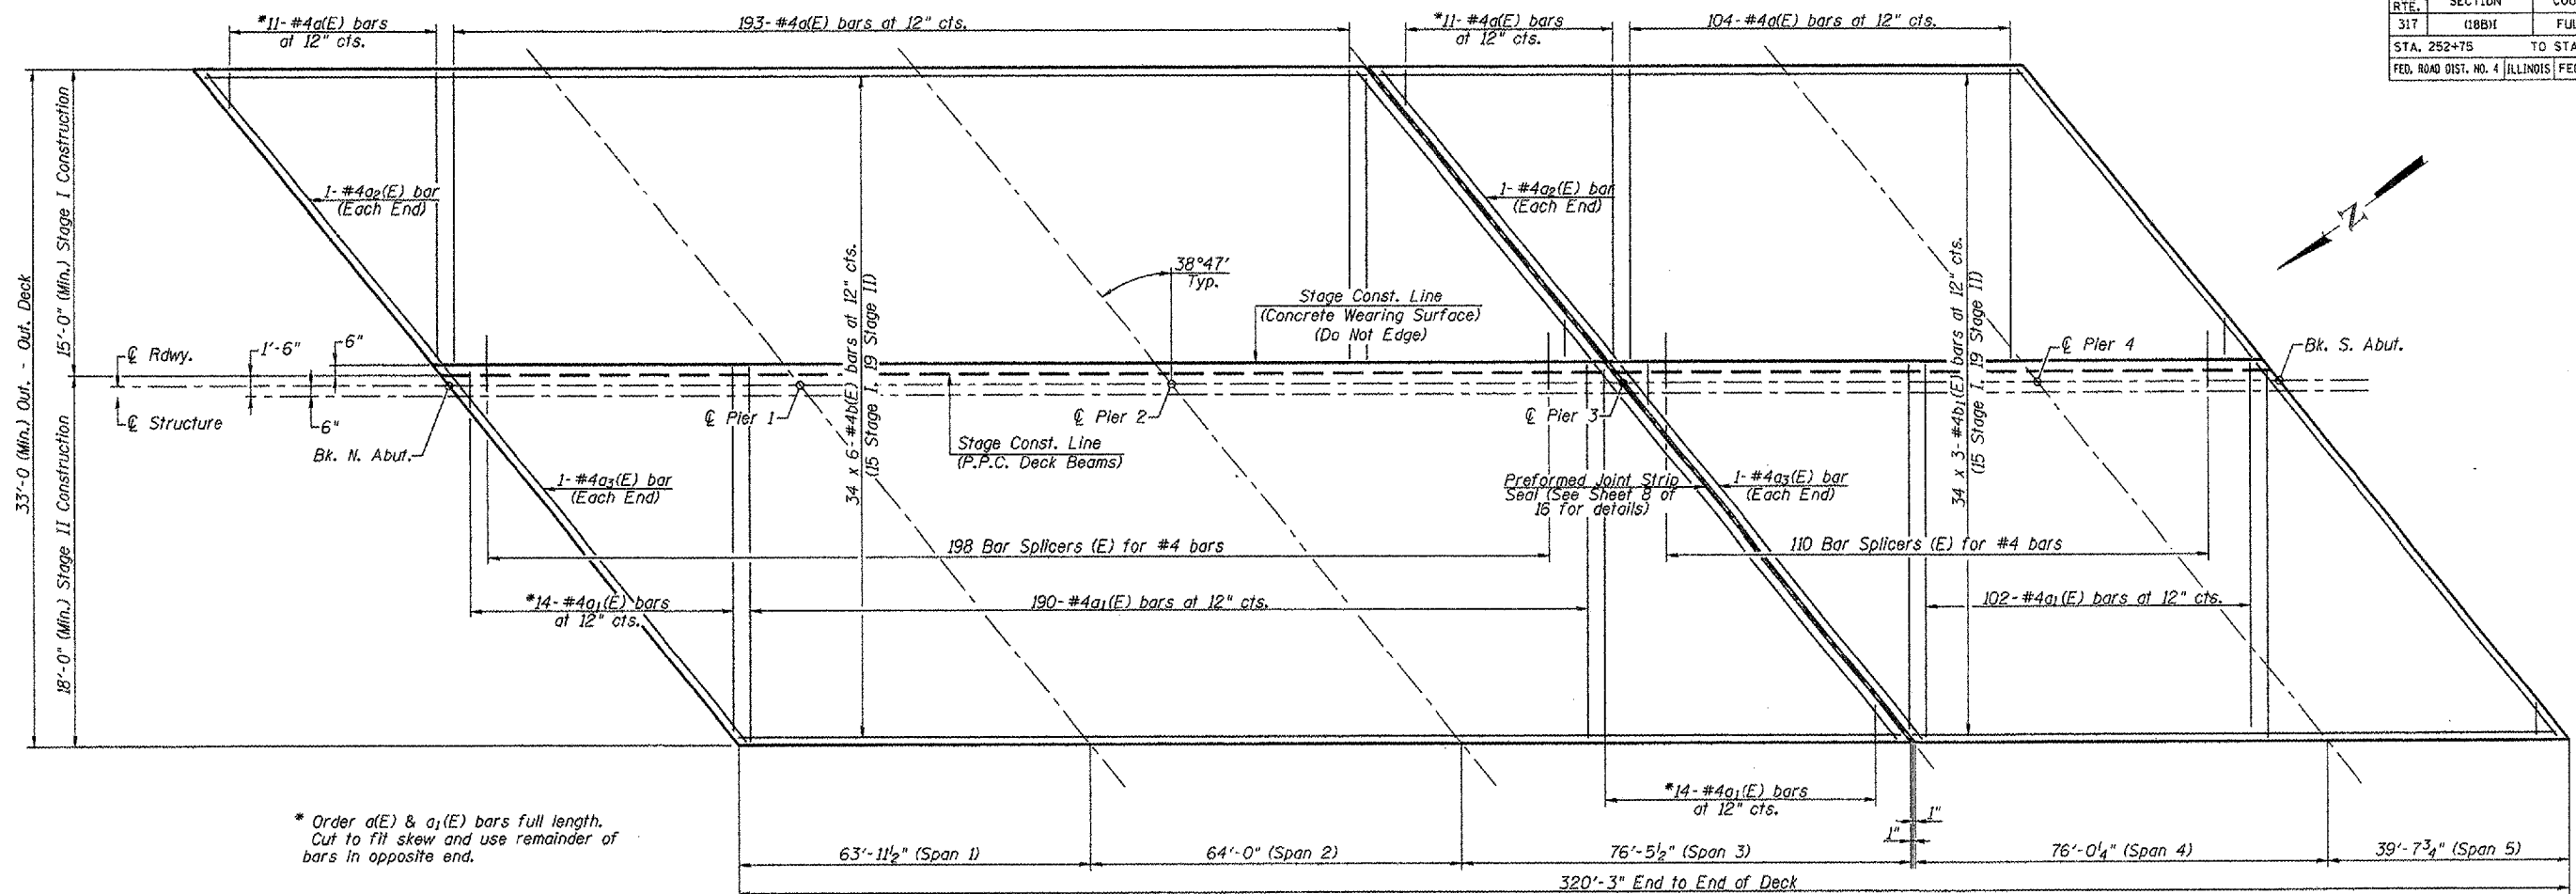 *11-#4a(E) bars
at 12" cts.
193-#4a(E) bars at 12" cts.
*11-#4a(E) bars
at 12" cts.
104-#4a(E) bars at 12" cts.
RTE.
SECTION
317
(18B)I
STA. 252+75 TO STA
FED. ROAD DIST. NO. 4 ILLINOIS
33'-0 (Min.) Out. - Out. Deck
15'-0" (Min.) Stage I Construction
18'-0" (Min.) Stage II Construction
1-#4a2(E) bar
(Each End)
1-#4a2(E) bar
(Each End)
N
38°47'
Typ.
34 x 6-#4b(E) bars at 12" cts.
(15 Stage I, 19 Stage II)
Stage Const. Line
(Concrete Wearing Surface)
(Do Not Edge)
34 x 3-#4b1(E) bars at 12" cts.
(15 Stage I, 19 Stage II)
℄ Rdwy.
1'-6"
6"
℄ Structure
6"
Bk. N. Abut.
℄ Pier 1
℄ Pier 2
℄ Pier 3
℄ Pier 4
Bk. S. Abut.
Stage Const. Line
(P.P.C. Deck Beams)
1-#4a3(E) bar
(Each End)
Preformed Joint Strip
Seal (See Sheet 8 of
16 for details)
1-#4a3(E) bar
(Each End)
198 Bar Splicers (E) for #4 bars
110 Bar Splicers (E) for #4 bars
*14-#4a1(E) bars
at 12" cts.
190-#4a1(E) bars at 12" cts.
102-#4a1(E) bars at 12" cts.
*14-#4a1(E) bars
at 12" cts.
1"
1"
* Order a(E) & a1(E) bars full length.
Cut to fit skew and use remainder of
bars in opposite end.
63'-11½" (Span 1)
64'-0" (Span 2)
76'-5½" (Span 3)
76'-0¼" (Span 4)
39'-7¾" (Span 5)
320'-3" End to End of Deck